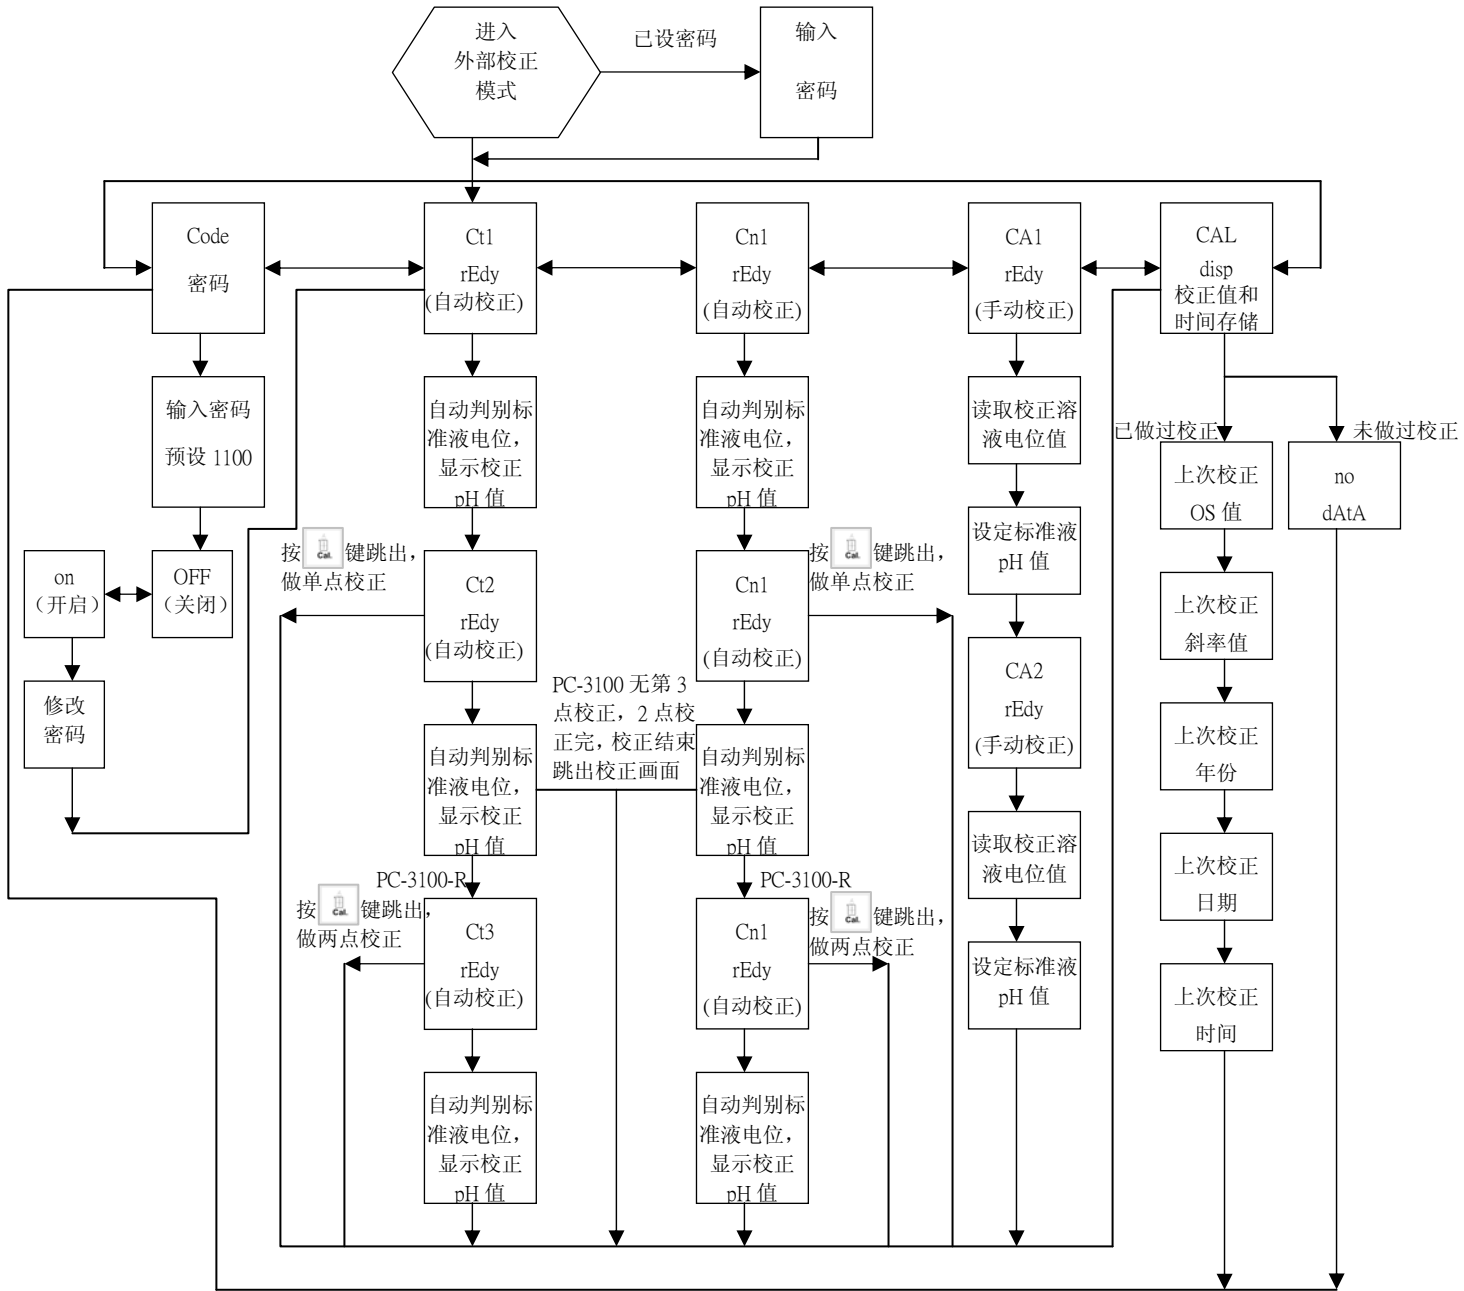 进入
外部校正
模式
已设密码
输入
密码
Code
密码
Ct1
rEdy
(自动校正)
Cn1
rEdy
(自动校正)
CA1
rEdy
(手动校正)
CAL
disp
校正值和
时间存储
输入密码
预设 1100
自动判别标
准液电位，
显示校正
pH 值
自动判别标
准液电位，
显示校正
pH 值
读取校正溶
液电位值
已做过校正
未做过校正
上次校正
OS 值
no
dAtA
设定标准液
pH 值
on
（开启）
OFF
（关闭）
按 Cal. 键跳出，
做单点校正
Ct2
rEdy
(自动校正)
按 Cal. 键跳出，
做单点校正
Cn1
rEdy
(自动校正)
上次校正
斜率值
CA2
rEdy
(手动校正)
修改
密码
PC-3100 无第 3
点校正，2 点校
正完，校正结束
跳出校正画面
自动判别标
准液电位，
显示校正
pH 值
自动判别标
准液电位，
显示校正
pH 值
上次校正
年份
读取校正溶
液电位值
上次校正
日期
PC-3100-R
按 Cal. 键跳出，
做两点校正
Ct3
rEdy
(自动校正)
PC-3100-R
按 Cal. 键跳出，
做两点校正
Cn1
rEdy
(自动校正)
设定标准液
pH 值
上次校正
时间
自动判别标
准液电位，
显示校正
pH 值
自动判别标
准液电位，
显示校正
pH 值